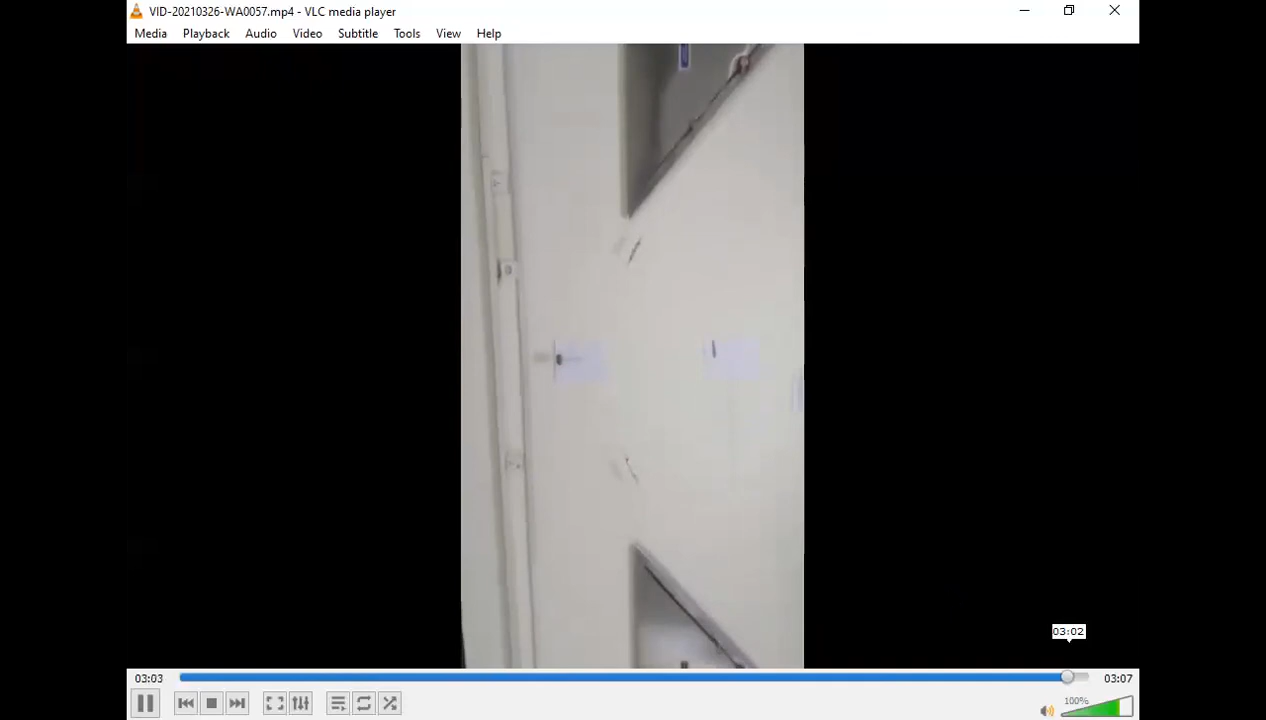 VID-20210326-WA0057.mp4 - VLC media player
Media Playback Audio Video Subtitle Tools View Help
03:02
03:03
03:07
100%